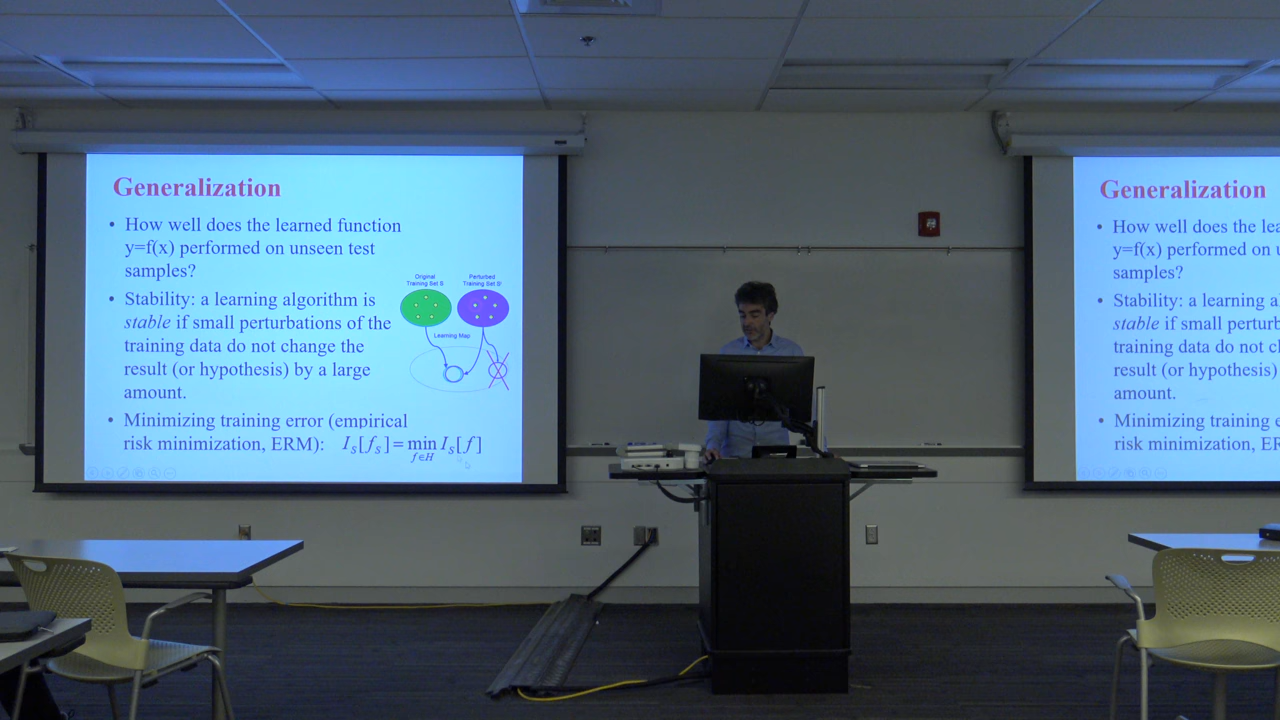 Generalization
• How well does the learned function
y=f(x) performed on unseen test
samples?
• Stability: a learning algorithm is
stable if small perturbations of the
training data do not change the
result (or hypothesis) by a large
amount.
• Minimizing training error (empirical
risk minimization, ERM): I_S[f_S] = min_{f∈H} I_S[f]
Original
Training Set S
Perturbed
Training Set S'
Learning Map
Generalization
• How well does the lea
y=f(x) performed on u
samples?
• Stability: a learning al
stable if small perturb
training data do not ch
result (or hypothesis)
amount.
• Minimizing training e
risk minimization, ER